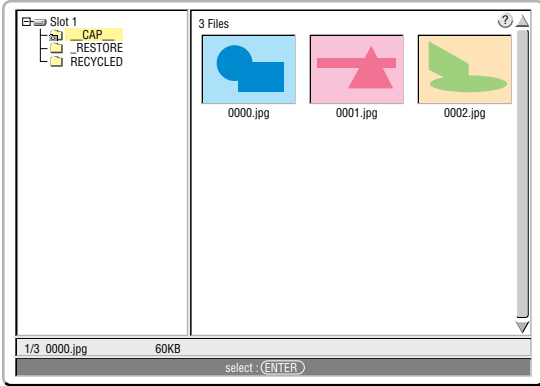 Slot 1
__CAP__
_RESTORE
RECYCLED
3 Files
?
0000.jpg
0001.jpg
0002.jpg
1/3 0000.jpg 60KB
select : ENTER